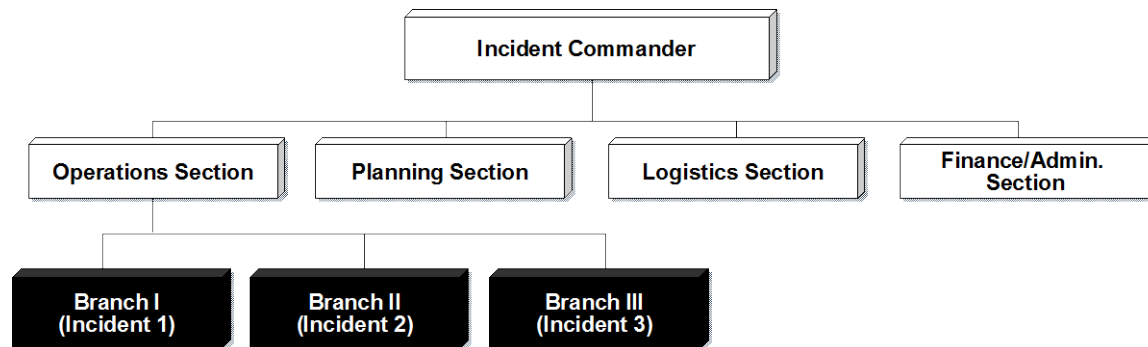 Incident Commander
Operations Section
Planning Section
Logistics Section
Finance/Admin.
Section
Branch I
(Incident 1)
Branch II
(Incident 2)
Branch III
(Incident 3)